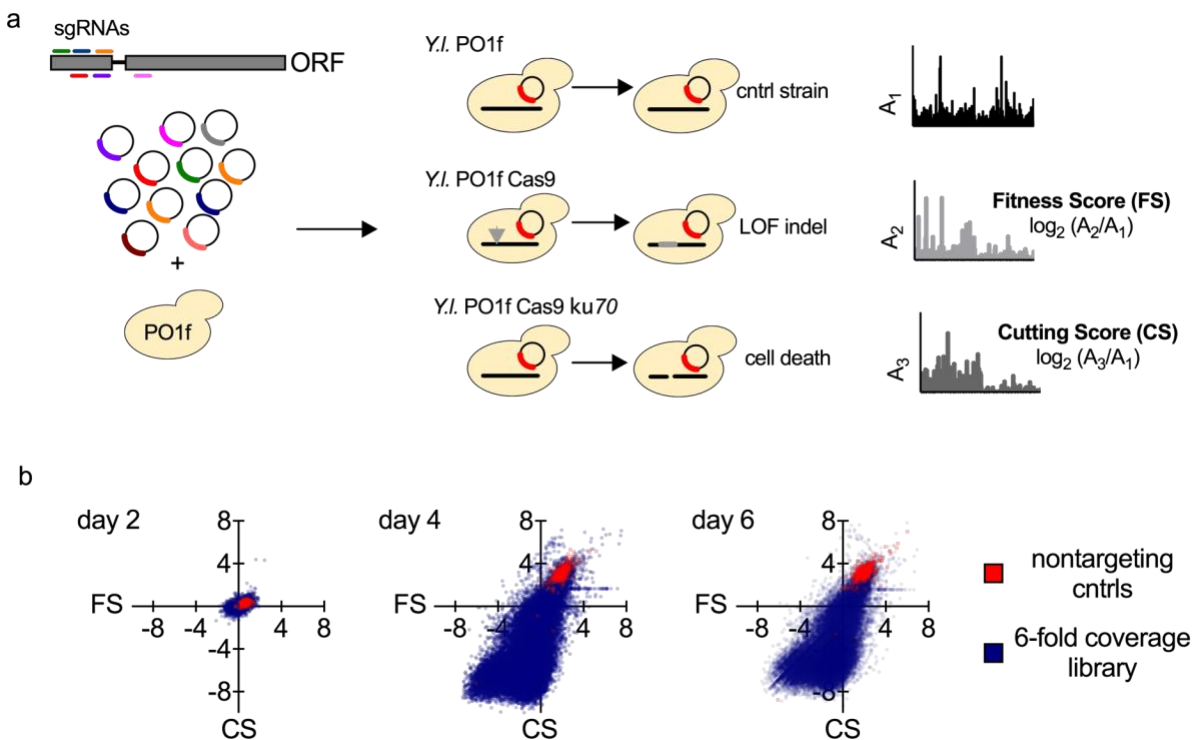 a
sgRNAs
ORF
+
PO1f
Y.l. PO1f
cntrl strain
A1
Y.l. PO1f Cas9
LOF indel
A2
Fitness Score (FS)
log2 (A2/A1)
Y.l. PO1f Cas9 ku70
cell death
A3
Cutting Score (CS)
log2 (A3/A1)
b
day 2
8
4
FS
-8 -4 4 8
-4
-8
CS
day 4
8
4
FS
-8 -4 4 8
-4
-8
CS
day 6
8
4
FS
-8 -4 4 8
-4
-8
CS
nontargeting
cntrls
6-fold coverage
library